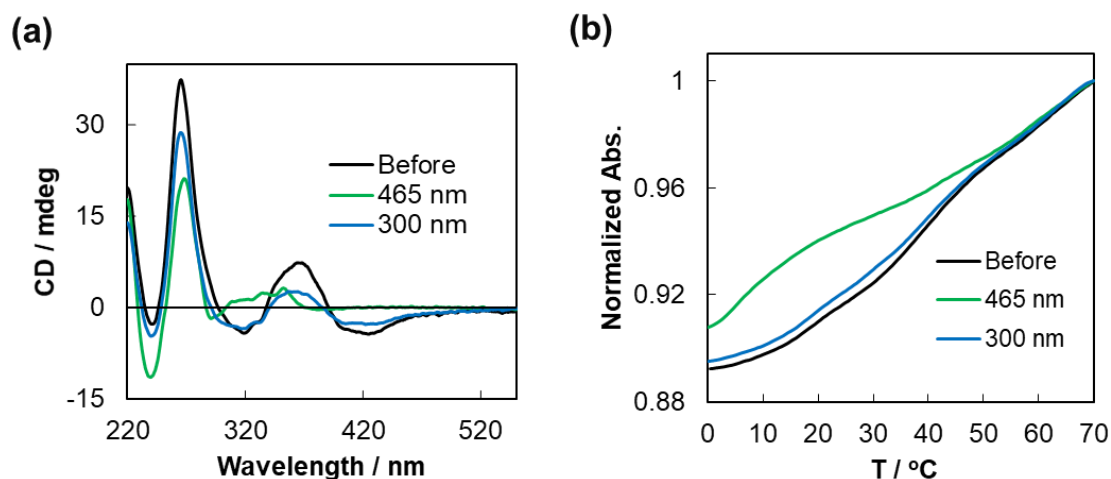 (a)
CD / mdeg
30
15
0
-15
220
320
420
520
Wavelength / nm
Before
465 nm
300 nm
(b)
Normalized Abs.
1
0.96
0.92
0.88
0
10
20
30
40
50
60
70
T / °C
Before
465 nm
300 nm